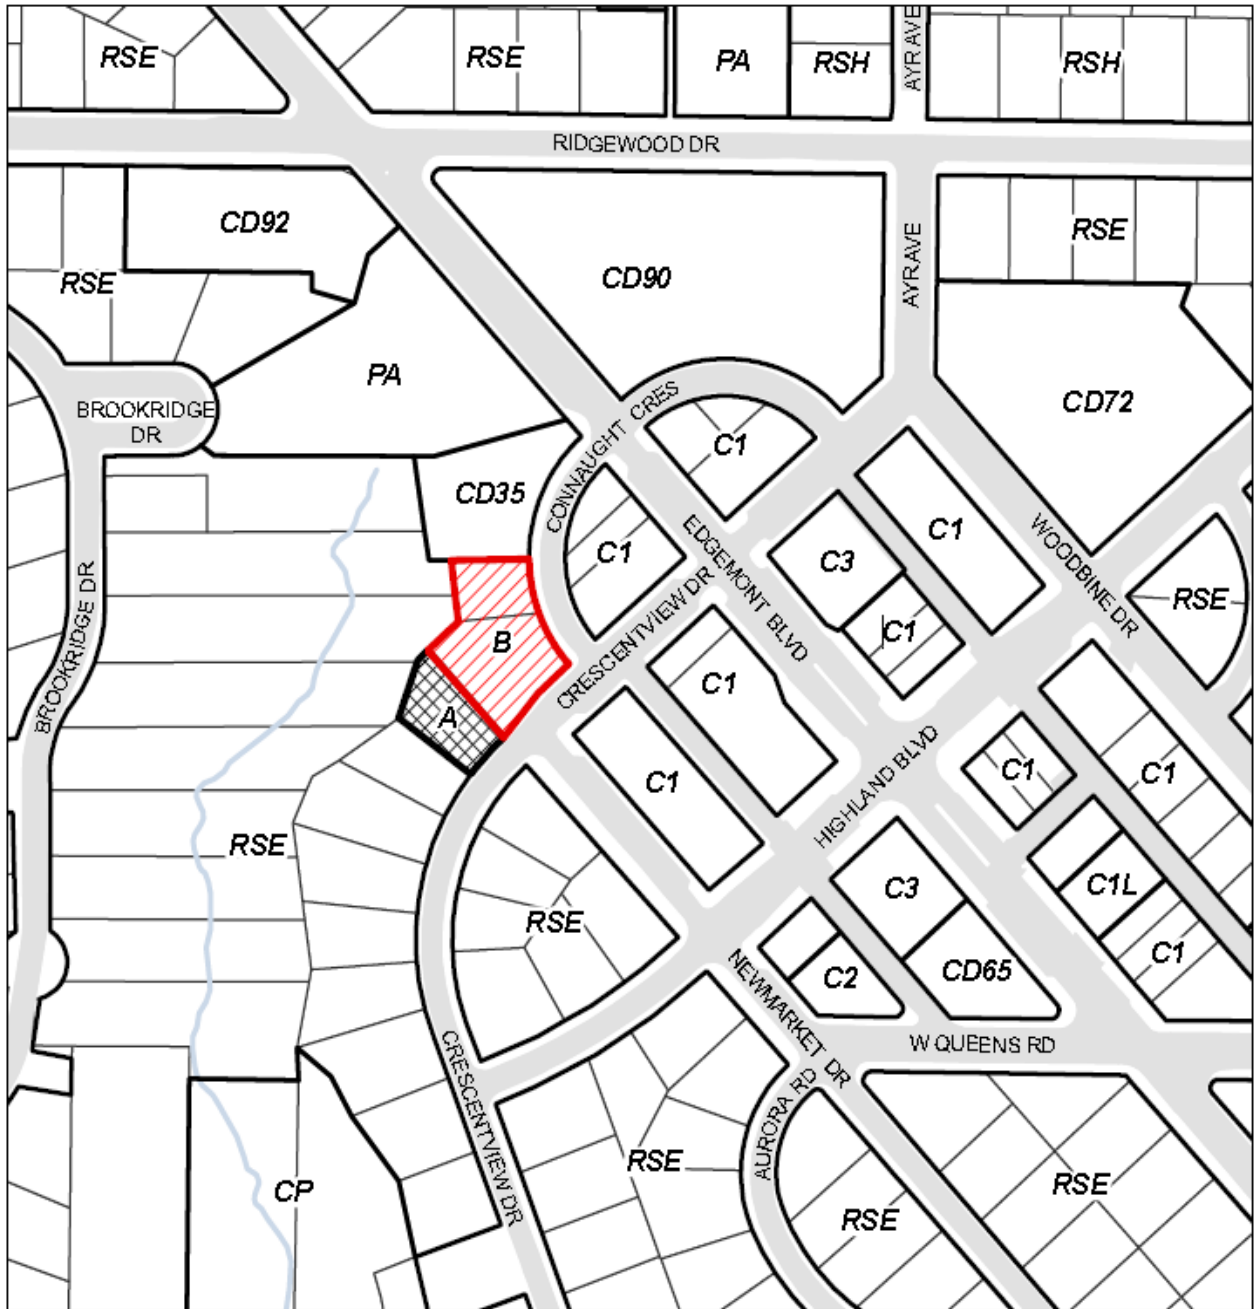 RSE
RSE
PA
RSH
AYR AVE
RSH
RIDGEWOOD DR
CD92
RSE
CD90
AYR AVE
RSE
RSE
PA
BROOKRIDGE
DR
CONNAUGHT CRES
C1
CD72
CD35
C1
EDGEMONT BLVD
C3
C1
WOODBINE DR
BROOKRIDGE DR
B
CRESCENTVIEW DR
C1
RSE
A
C1
C1
HIGHLAND BLVD
C1
C1
RSE
RSE
C3
C1L
C1
NEWMARKET DR
C2
CD65
W QUEENS RD
CRESCENTVIEW DR
AURORA RD
RSE
CP
RSE
RSE